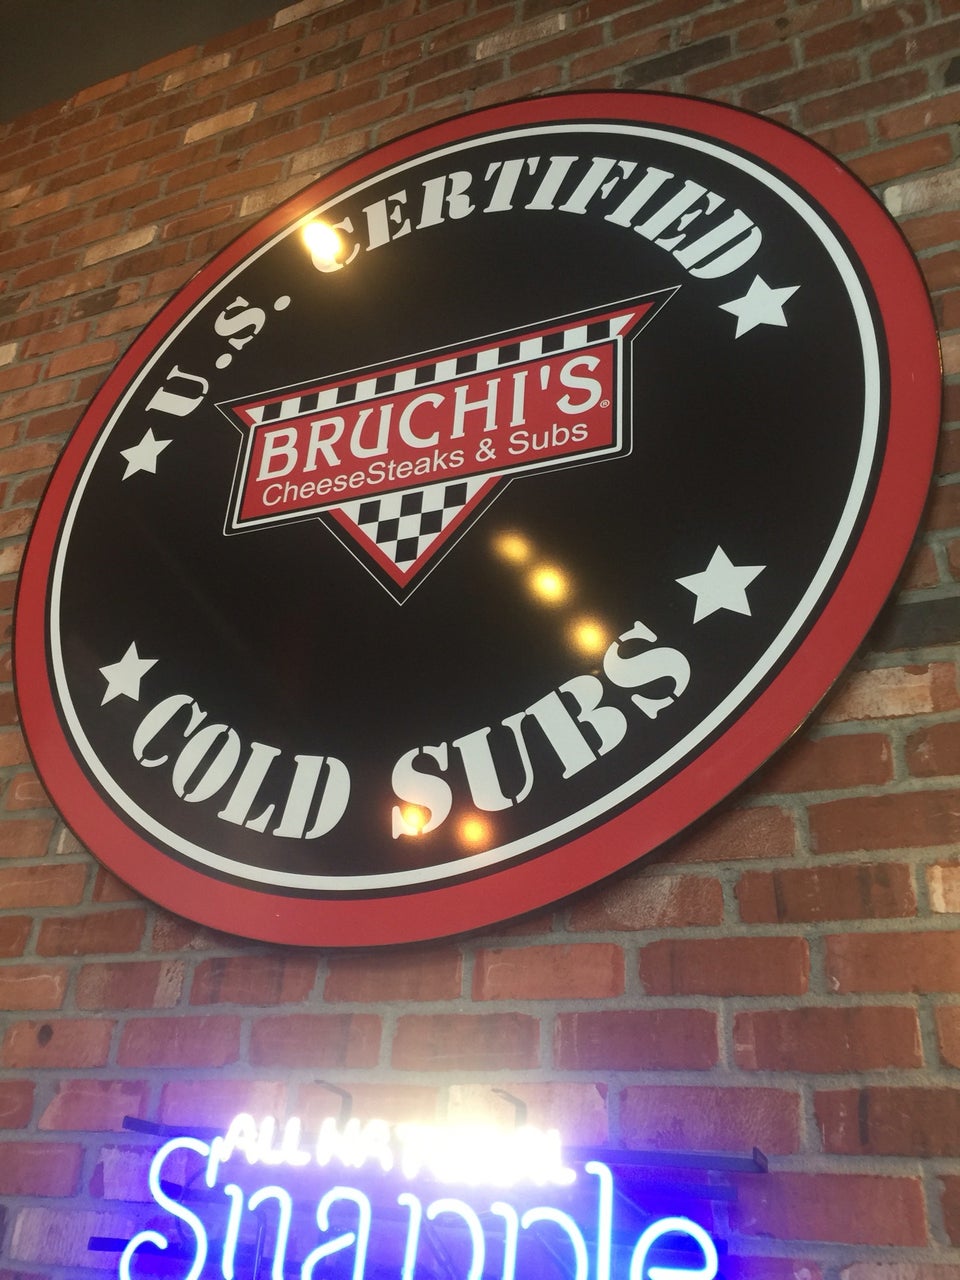 U.S. CERTIFIED
BRUCHI'S®
CheeseSteaks & Subs
COLD SUBS
ALL NATURAL
Snapple